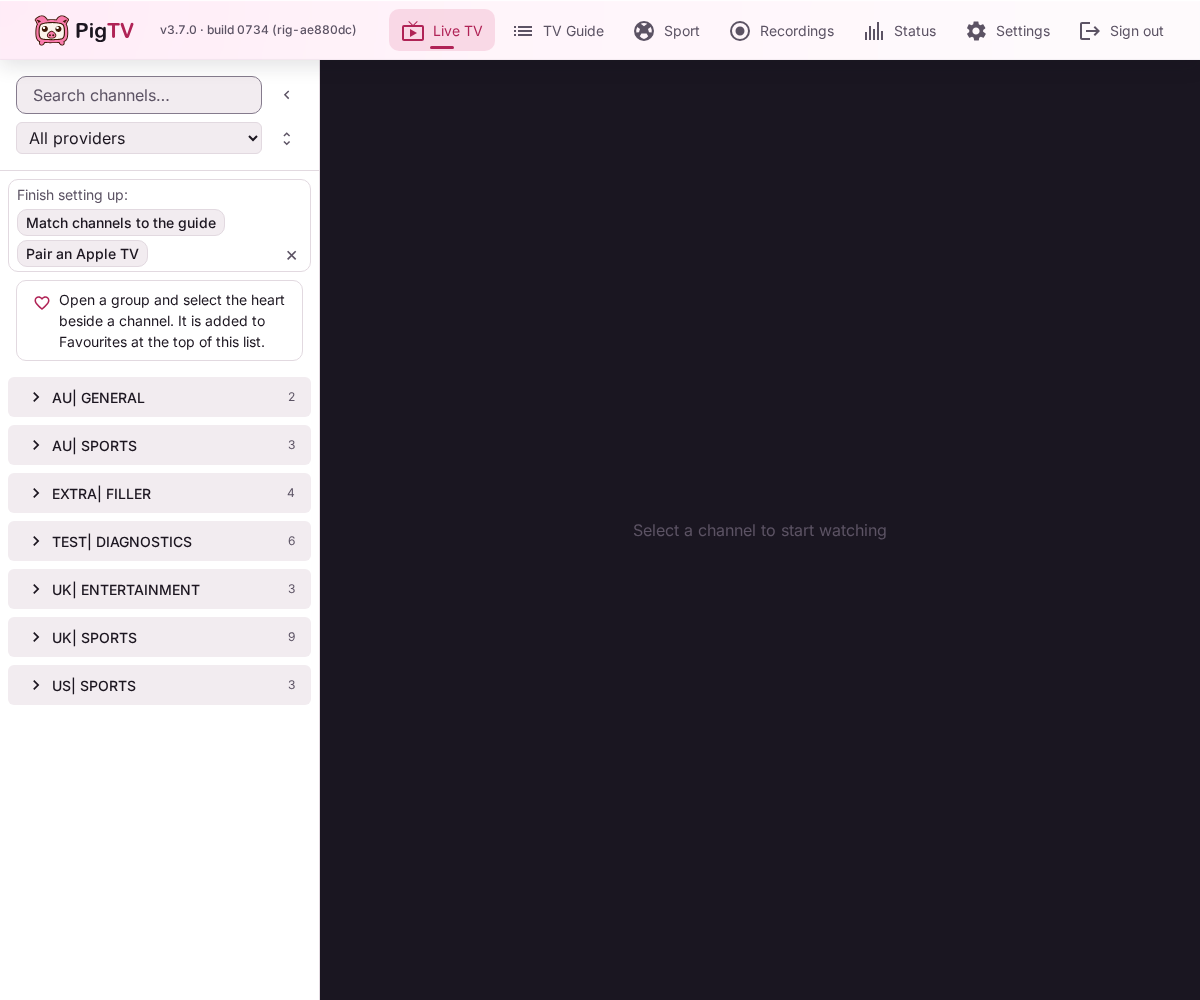 PigTV
v3.7.0 · build 0734 (rig-ae880dc)
Live TV
TV Guide
Sport
Recordings
Status
Settings
Sign out
Search channels...
All providers
Finish setting up:
Match channels to the guide
Pair an Apple TV
Open a group and select the heart
beside a channel. It is added to
Favourites at the top of this list.
AU| GENERAL 2
AU| SPORTS 3
EXTRA| FILLER 4
TEST| DIAGNOSTICS 6
UK| ENTERTAINMENT 3
UK| SPORTS 9
US| SPORTS 3
Select a channel to start watching